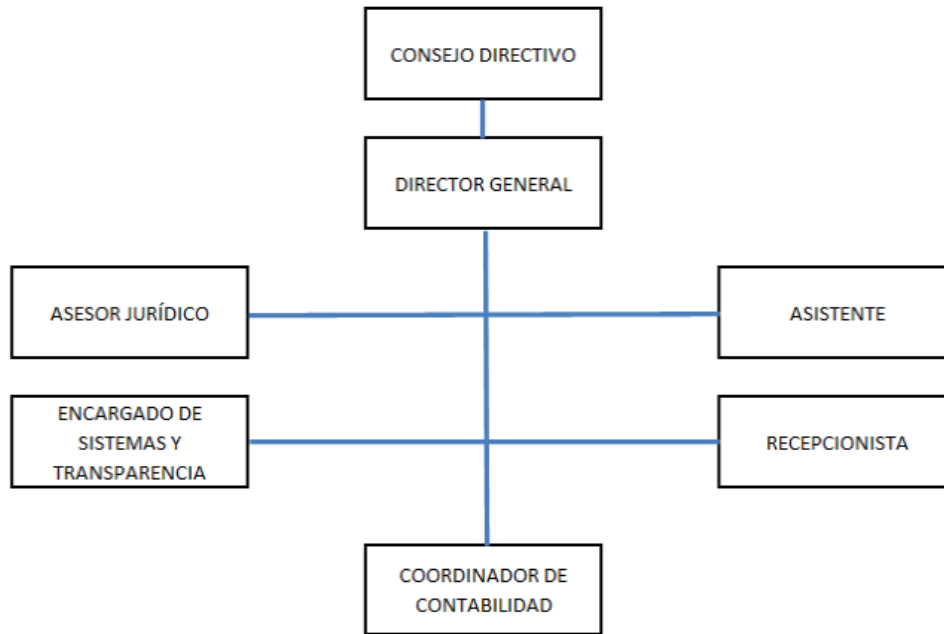 CONSEJO DIRECTIVO
DIRECTOR GENERAL
ASESOR JURÍDICO
ASISTENTE
ENCARGADO DE
SISTEMAS Y
TRANSPARENCIA
RECEPCIONISTA
COORDINADOR DE
CONTABILIDAD